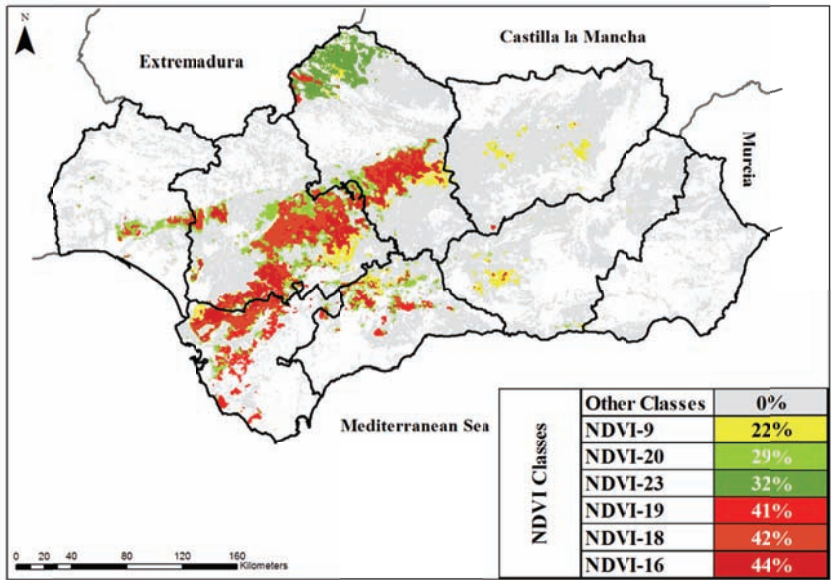 N
Castilla la Mancha
Extremadura
Murcia
Mediterranean Sea
NDVI Classes
Other Classes 0%
NDVI-9 22%
NDVI-20 29%
NDVI-23 32%
NDVI-19 41%
NDVI-18 42%
NDVI-16 44%
0 20 40 80 120 160
Kilometers